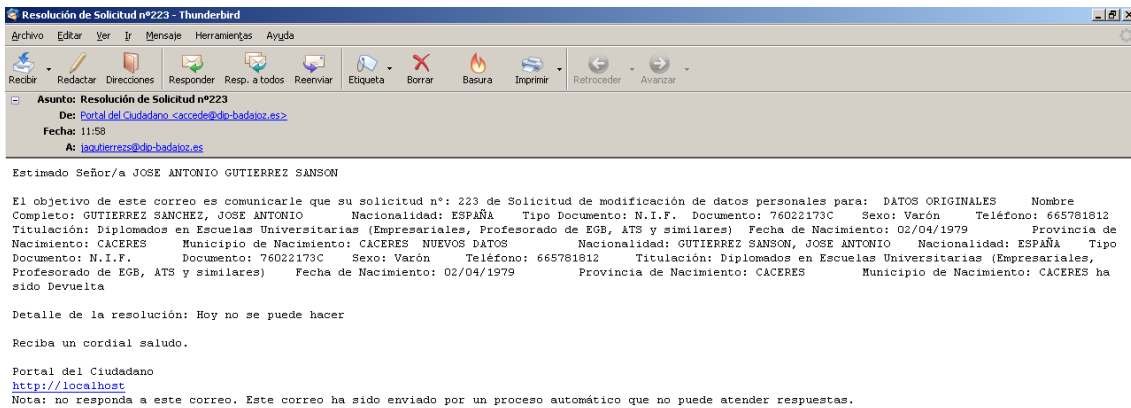 Resolución de Solicitud nº223 - Thunderbird
Archivo Editar Ver Ir Mensaje Herramientas Ayuda
Recibir Redactar Direcciones Responder Resp. a todos Reenviar Etiqueta Borrar Basura Imprimir Retroceder Avanzar
Asunto: Resolución de Solicitud nº223
De: Portal del Ciudadano <accede@dip-badajoz.es>
Fecha: 11:58
A: jagutierrezs@dip-badajoz.es
Estimado Señor/a JOSE ANTONIO GUTIERREZ SANSON
El objetivo de este correo es comunicarle que su solicitud nº: 223 de Solicitud de modificación de datos personales para: DATOS ORIGINALES Nombre
Completo: GUTIERREZ SANCHEZ, JOSE ANTONIO Nacionalidad: ESPAÑA Tipo Documento: N.I.F. Documento: 76022173C Sexo: Varón Teléfono: 665781812
Titulación: Diplomados en Escuelas Universitarias (Empresariales, Profesorado de EGB, ATS y similares) Fecha de Nacimiento: 02/04/1979 Provincia de
Nacimiento: CACERES Municipio de Nacimiento: CACERES NUEVOS DATOS Nacionalidad: GUTIERREZ SANSON, JOSE ANTONIO Nacionalidad: ESPAÑA Tipo
Documento: N.I.F. Documento: 76022173C Sexo: Varón Teléfono: 665781812 Titulación: Diplomados en Escuelas Universitarias (Empresariales,
Profesorado de EGB, ATS y similares) Fecha de Nacimiento: 02/04/1979 Provincia de Nacimiento: CACERES Municipio de Nacimiento: CACERES ha
sido Devuelta
Detalle de la resolución: Hoy no se puede hacer
Reciba un cordial saludo.
Portal del Ciudadano
http://localhost
Nota: no responda a este correo. Este correo ha sido enviado por un proceso automático que no puede atender respuestas.